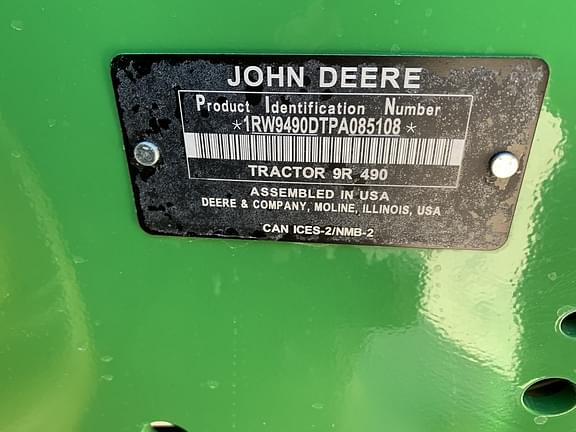 JOHN DEERE
Product Identification Number
*1RW9490DTPA085108*
TRACTOR 9R 490
ASSEMBLED IN USA
DEERE & COMPANY, MOLINE, ILLINOIS, USA
CAN ICES-2/NMB-2